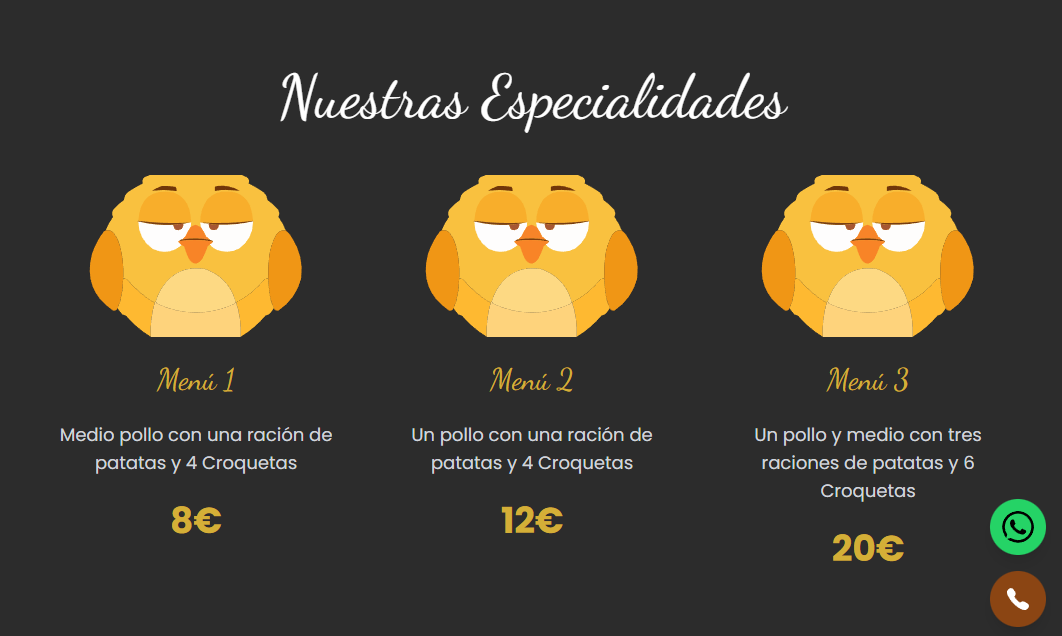 Nuestras Especialidades
Menú 1
Medio pollo con una ración de
patatas y 4 Croquetas
8€
Menú 2
Un pollo con una ración de
patatas y 4 Croquetas
12€
Menú 3
Un pollo y medio con tres
raciones de patatas y 6
Croquetas
20€